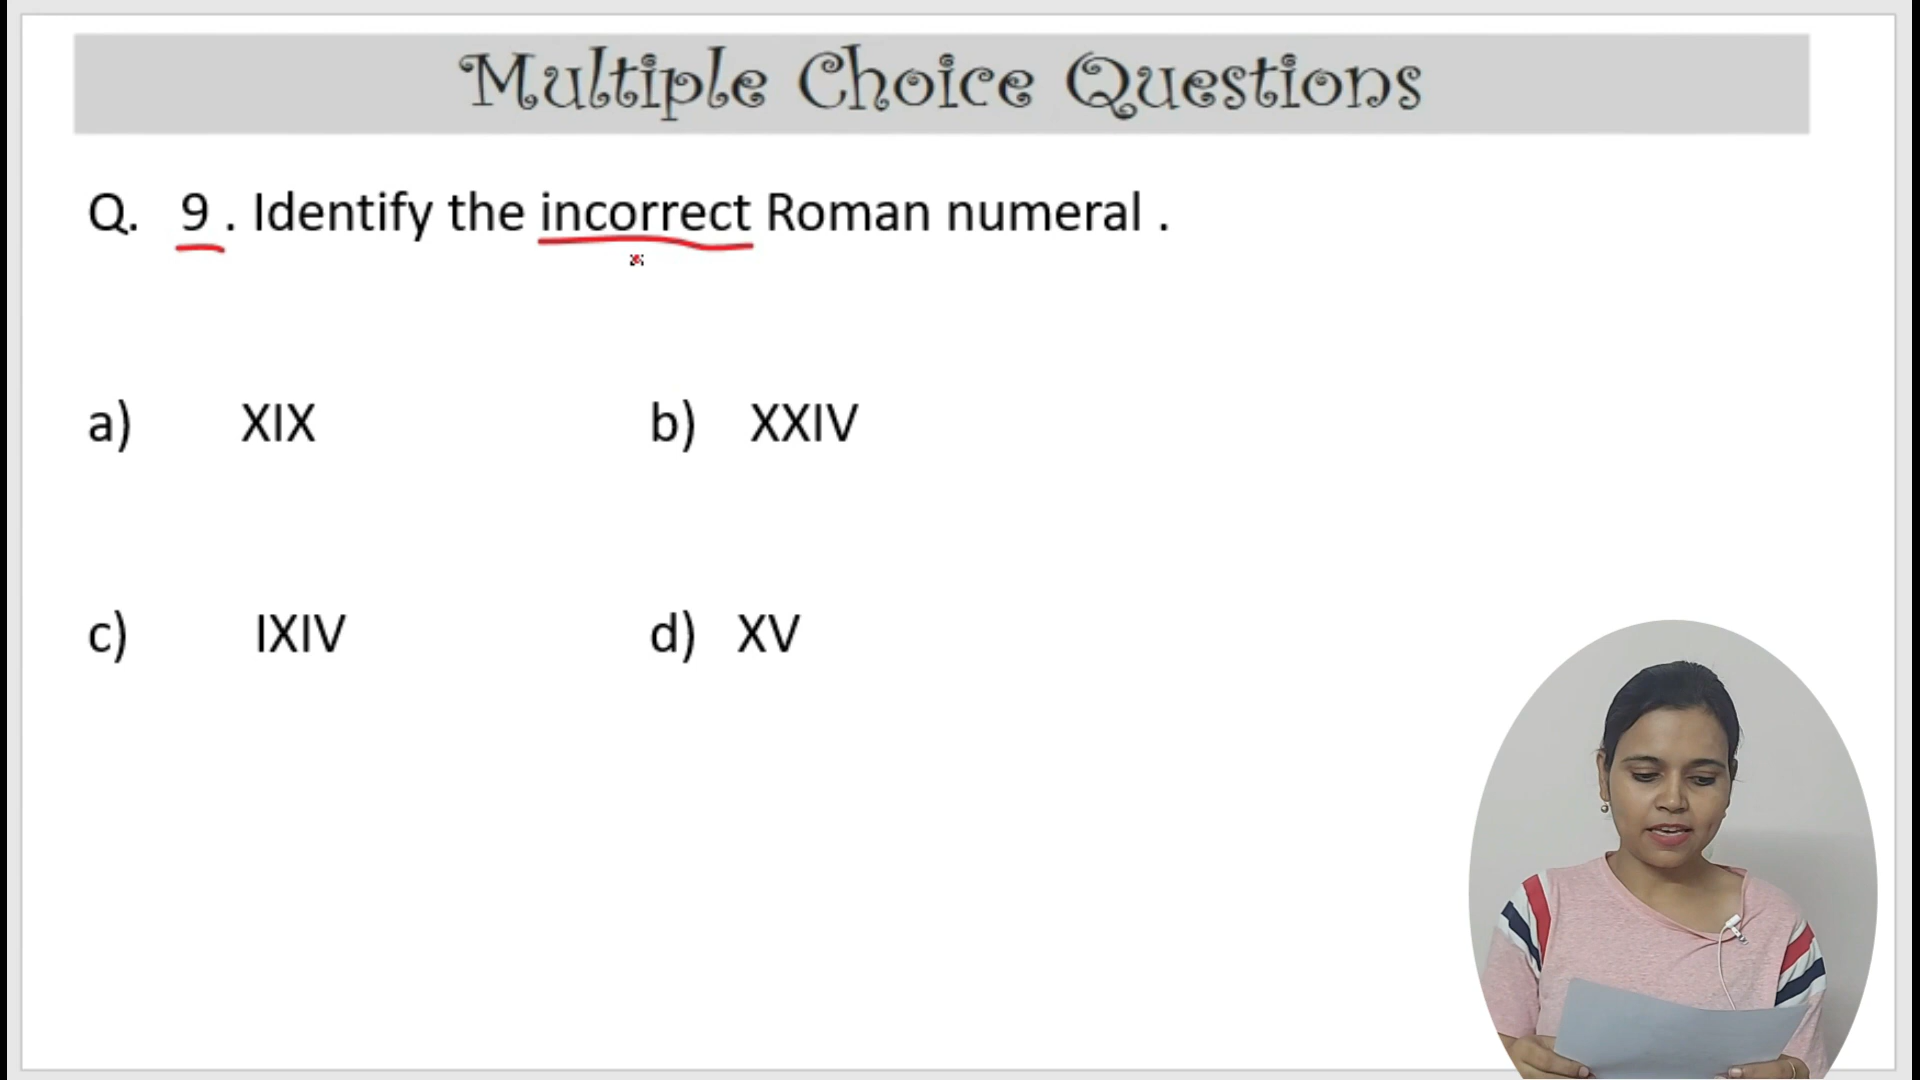 Multiple Choice Questions
Q. 9 . Identify the incorrect Roman numeral .
a) XIX b) XXIV
c) IXIV d) XV